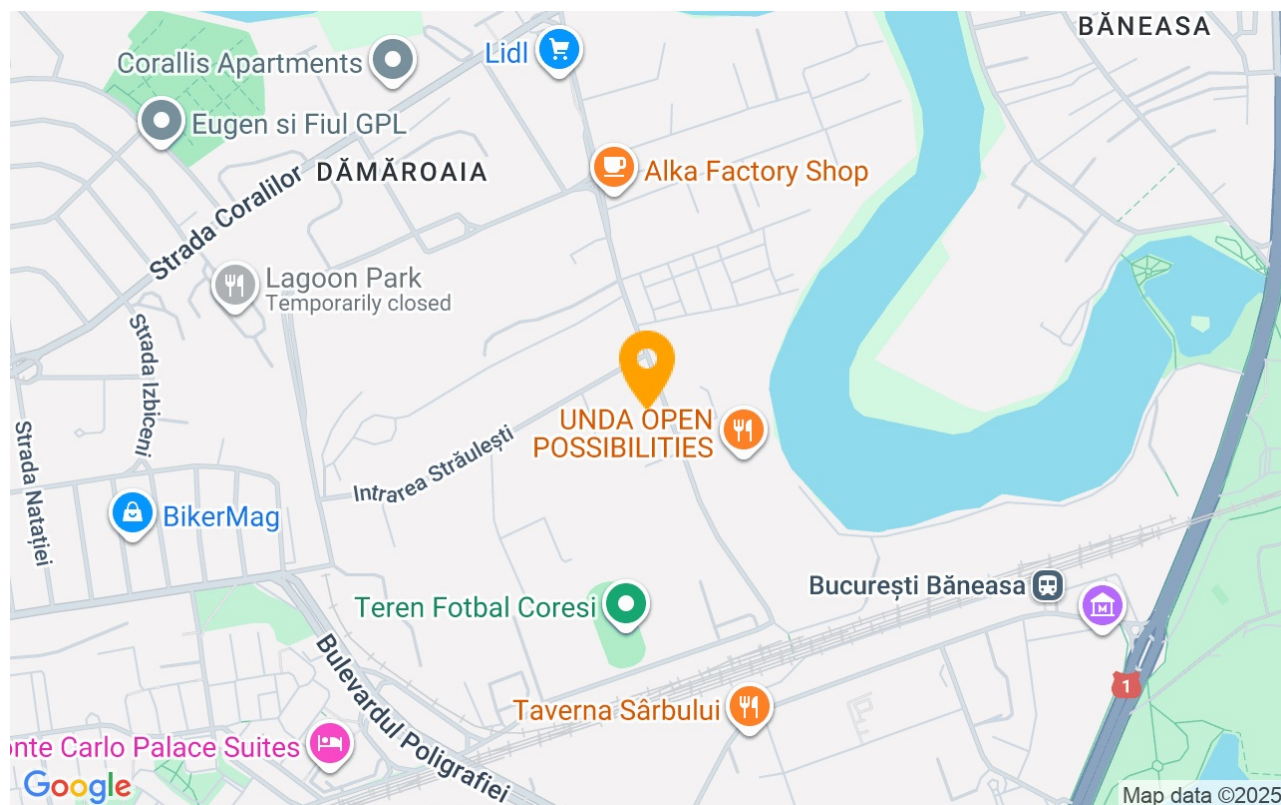 BĂNEASA
Lidl
Corallis Apartments
Eugen si Fiul GPL
DĂMĂROAIA
Alka Factory Shop
Strada Coralilor
Lagoon Park
Temporarily closed
Strada Izbiceni
UNDA OPEN
POSSIBILITIES
Strada Natației
Intrarea Străulești
BikerMag
București Băneasa
M
Teren Fotbal Coresi
Bulevardul Poligrafiei
1
Taverna Sârbului
onte Carlo Palace Suites
Google
Map data ©2025